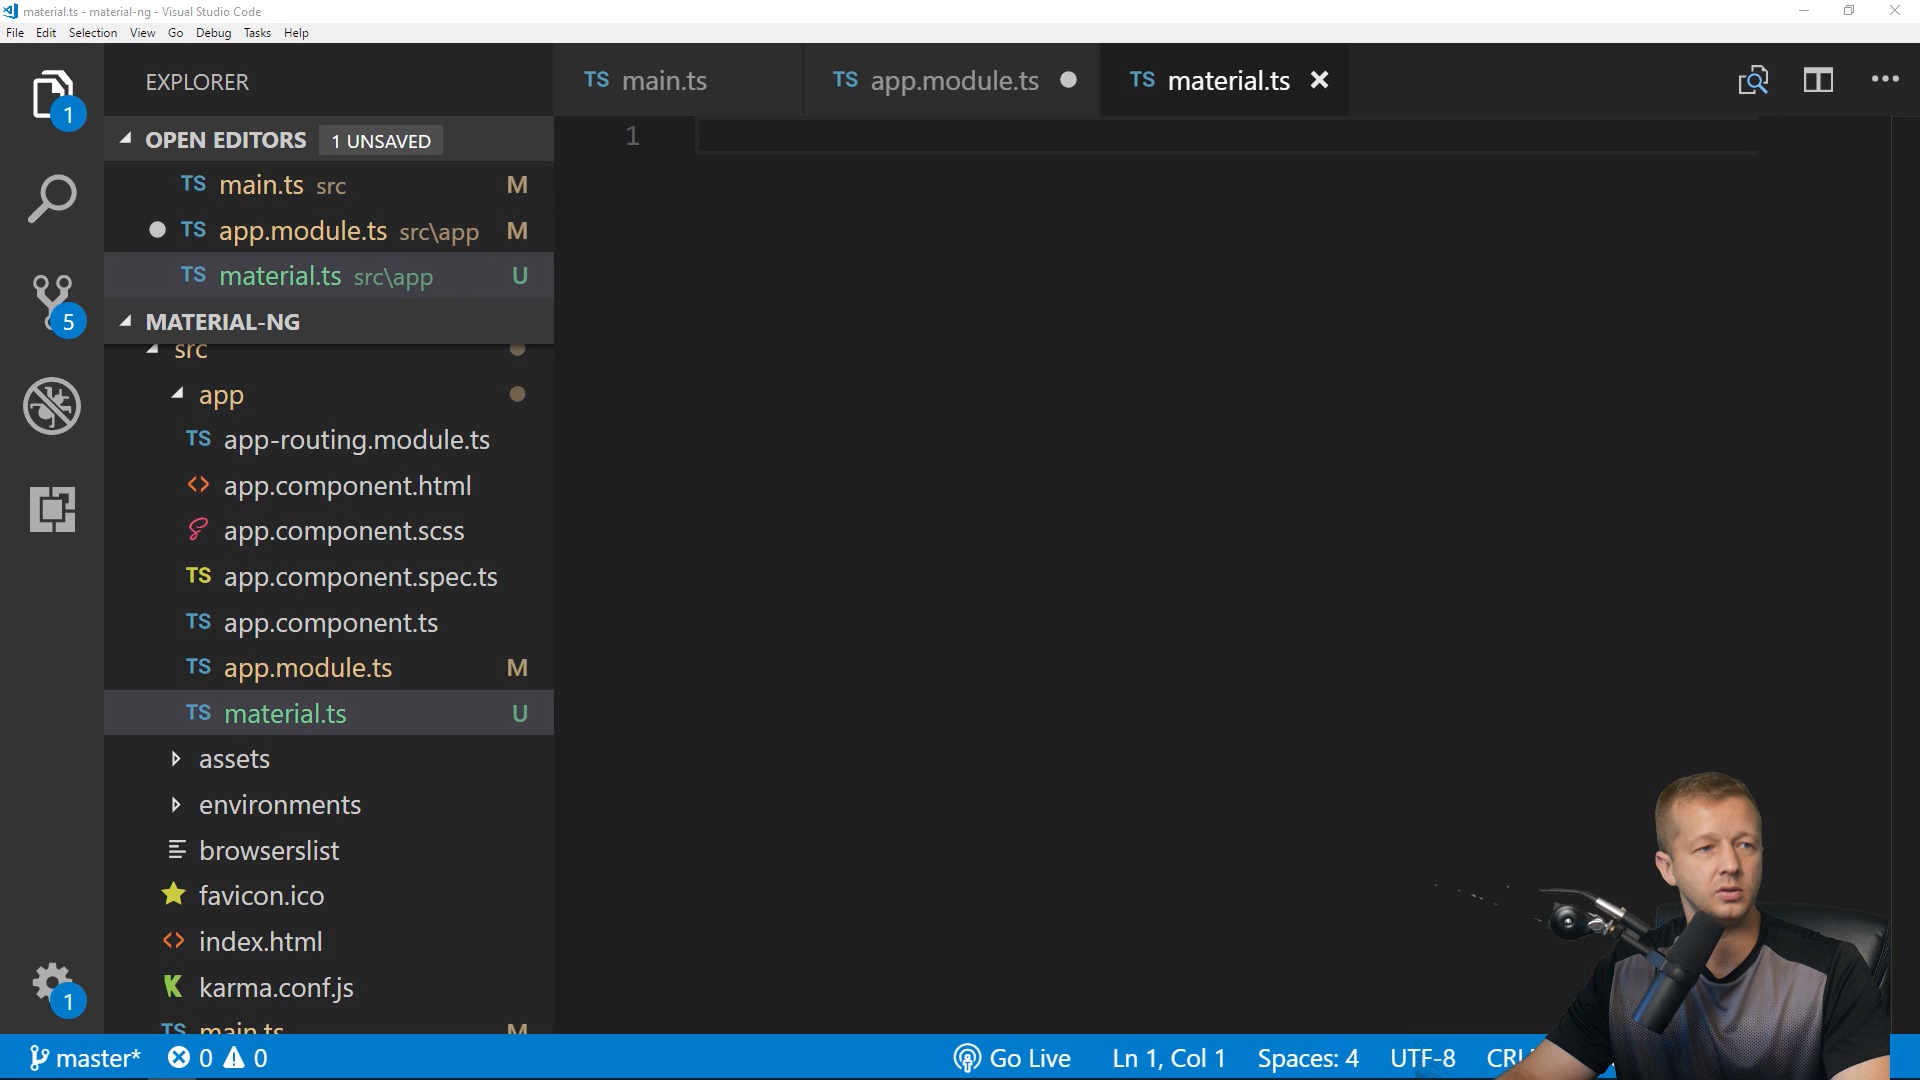 material.ts - material-ng - Visual Studio Code
File Edit Selection View Go Debug Tasks Help
EXPLORER
TS main.ts
TS app.module.ts
TS material.ts
1
OPEN EDITORS 1 UNSAVED
1
TS main.ts src M
TS app.module.ts src\app M
TS material.ts src\app U
5
MATERIAL-NG
src
app
TS app-routing.module.ts
<> app.component.html
app.component.scss
TS app.component.spec.ts
TS app.component.ts
TS app.module.ts M
TS material.ts U
assets
environments
browserslist
favicon.ico
<> index.html
K karma.conf.js
1
TS main.ts M
master* 0 0 Go Live Ln 1, Col 1 Spaces: 4 UTF-8